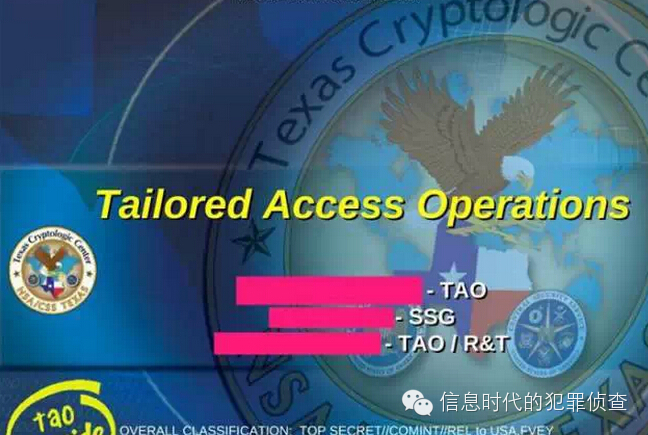 Texas Cryptologic Center
Tailored Access Operations
Texas Cryptologic Center
NSA/CSS TEXAS
- TAO
- SSG
- TAO / R&T
信息时代的犯罪侦查
tao
OVERALL CLASSIFICATION: TOP SECRET//COMINT//REL to USA,FVEY